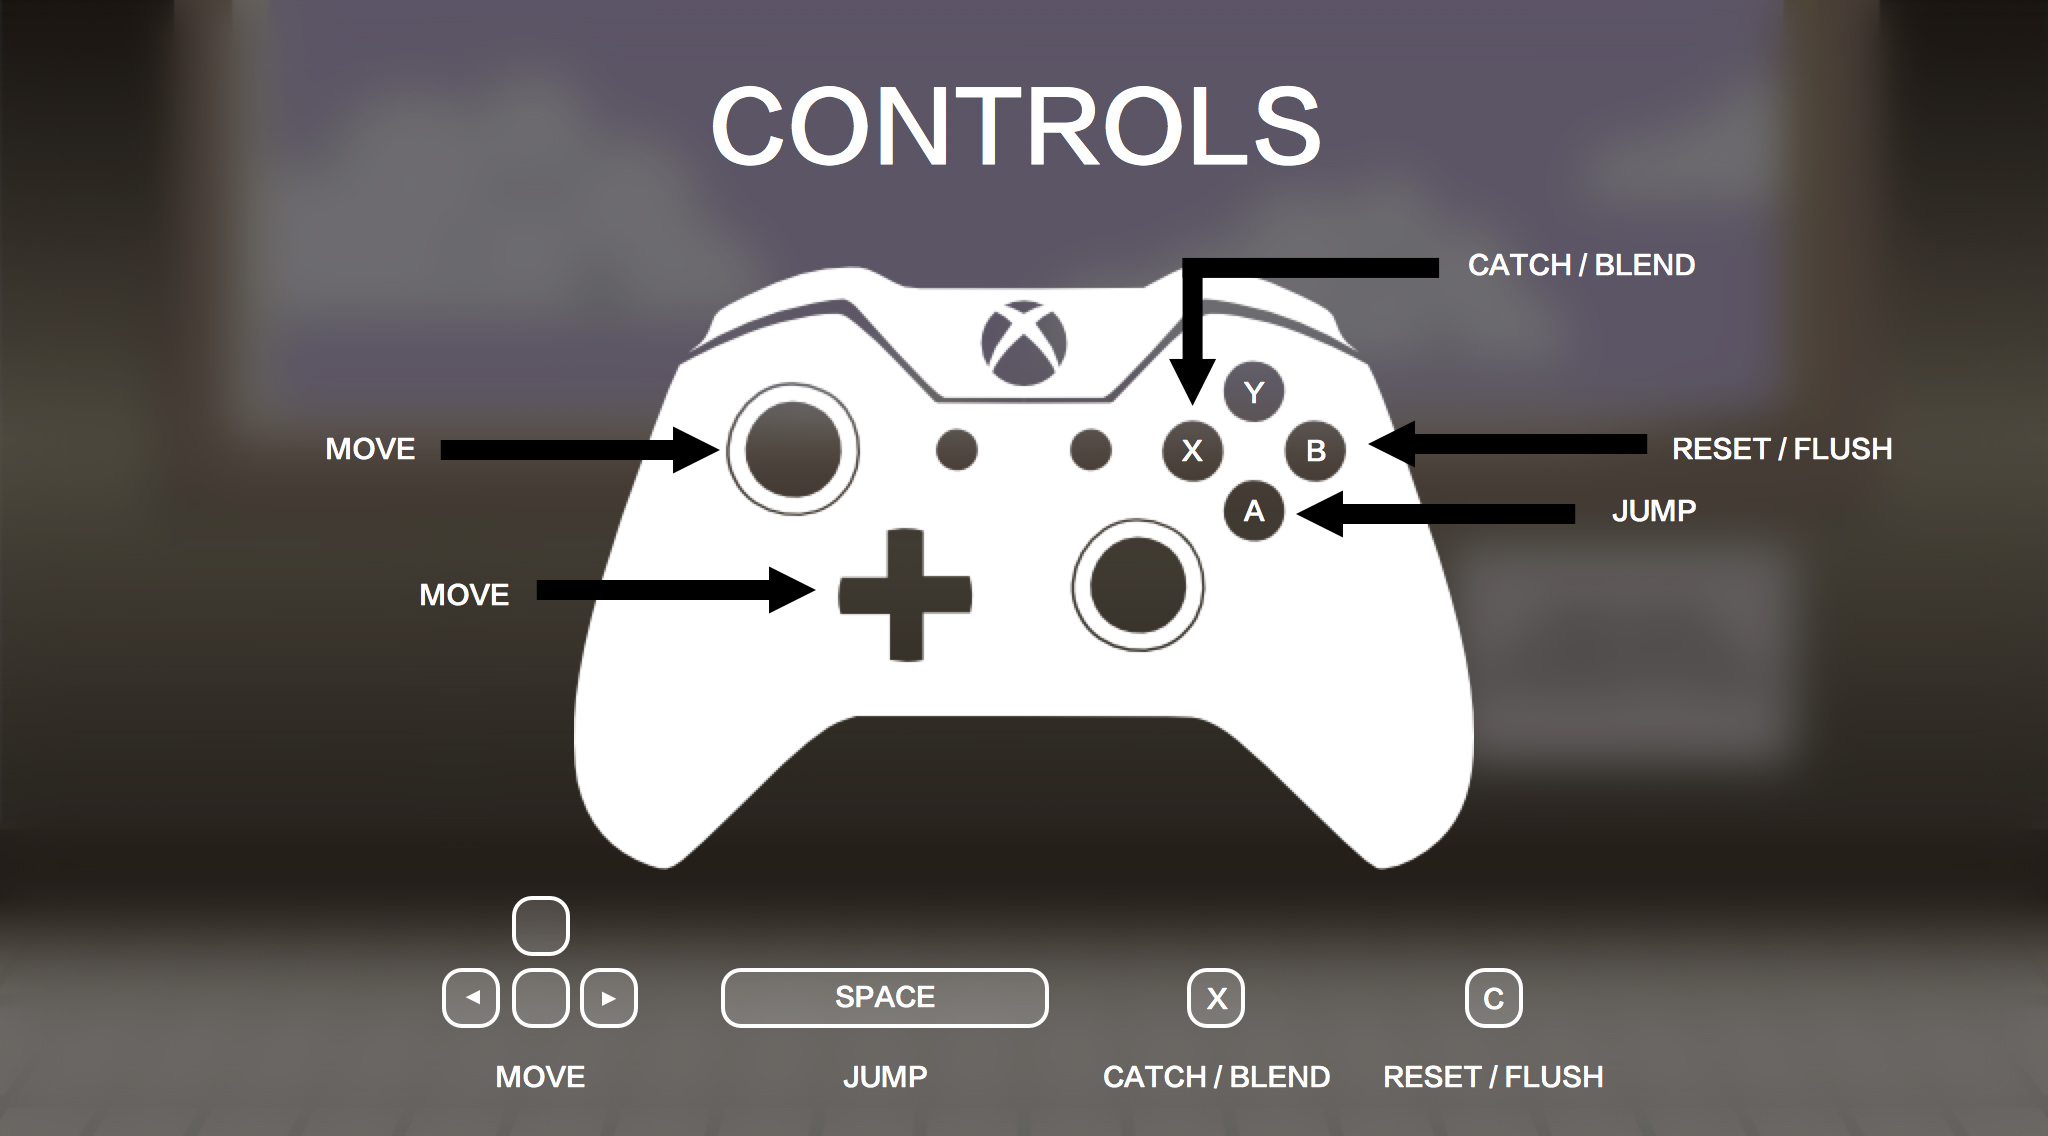 CONTROLS
CATCH / BLEND
Y
MOVE
X
B
RESET / FLUSH
A
JUMP
MOVE
SPACE
X
C
MOVE
JUMP
CATCH / BLEND
RESET / FLUSH